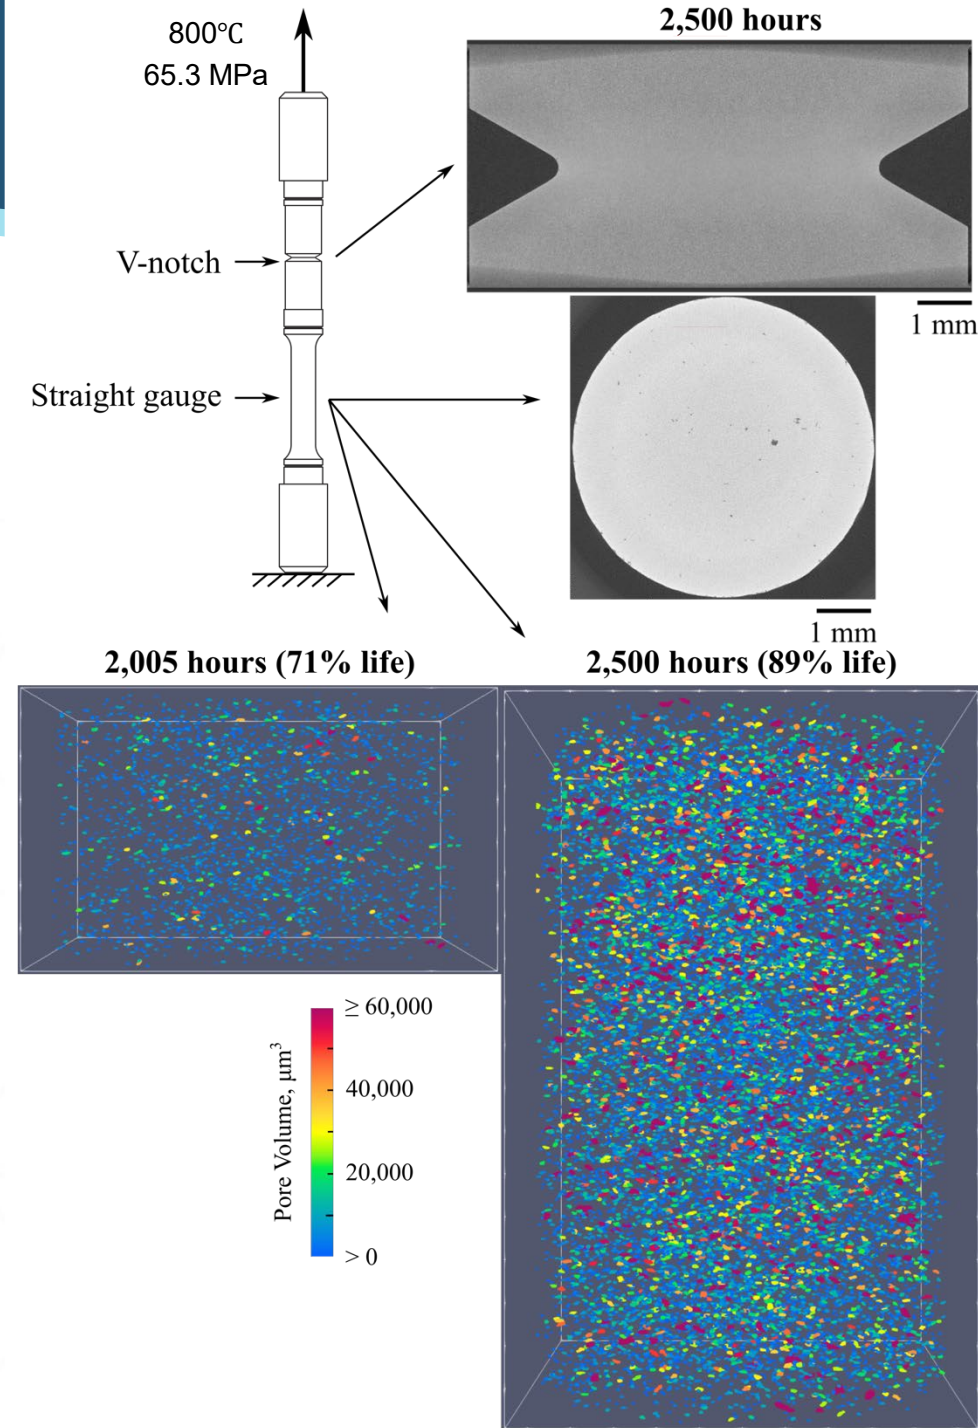 800℃
65.3 MPa
2,500 hours
V-notch
1 mm
Straight gauge
1 mm
2,005 hours (71% life)
2,500 hours (89% life)
Pore Volume, μm³
≥ 60,000
40,000
20,000
> 0